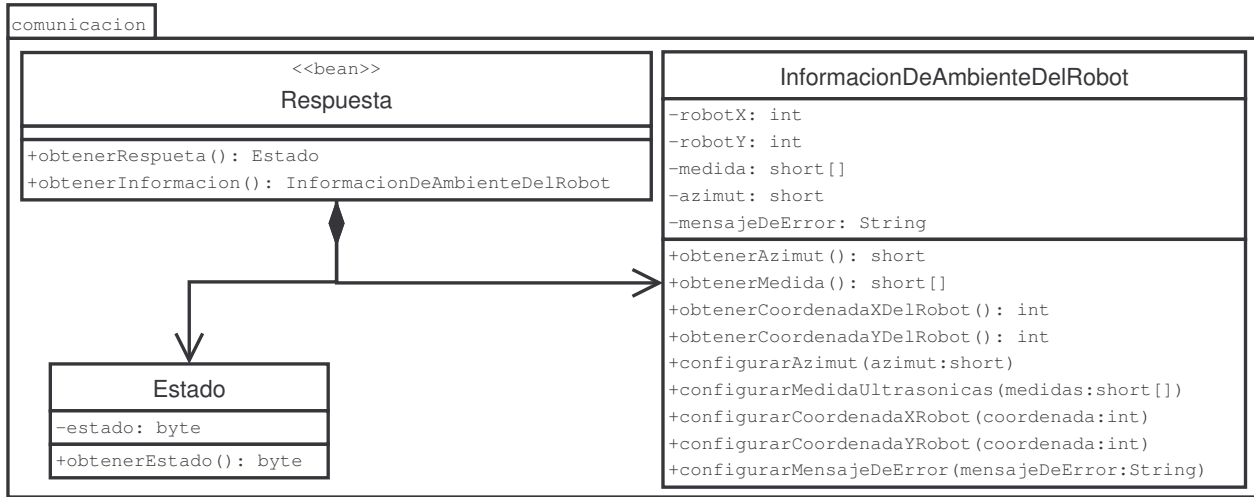 comunicacion
<<bean>>
Respuesta
+obtenerRespueta(): Estado
+obtenerInformacion(): InformacionDeAmbienteDelRobot
InformacionDeAmbienteDelRobot
-robotX: int
-robotY: int
-medida: short[]
-azimut: short
-mensajeDeError: String
+obtenerAzimut(): short
+obtenerMedida(): short[]
+obtenerCoordenadaXDelRobot(): int
+obtenerCoordenadaYDelRobot(): int
+configurarAzimut(azimut:short)
+configurarMedidaUltrasonicas(medidas:short[])
+configurarCoordenadaXRobot(coordenada:int)
+configurarCoordenadaYRobot(coordenada:int)
+configurarMensajeDeError(mensajeDeError:String)
Estado
-estado: byte
+obtenerEstado(): byte